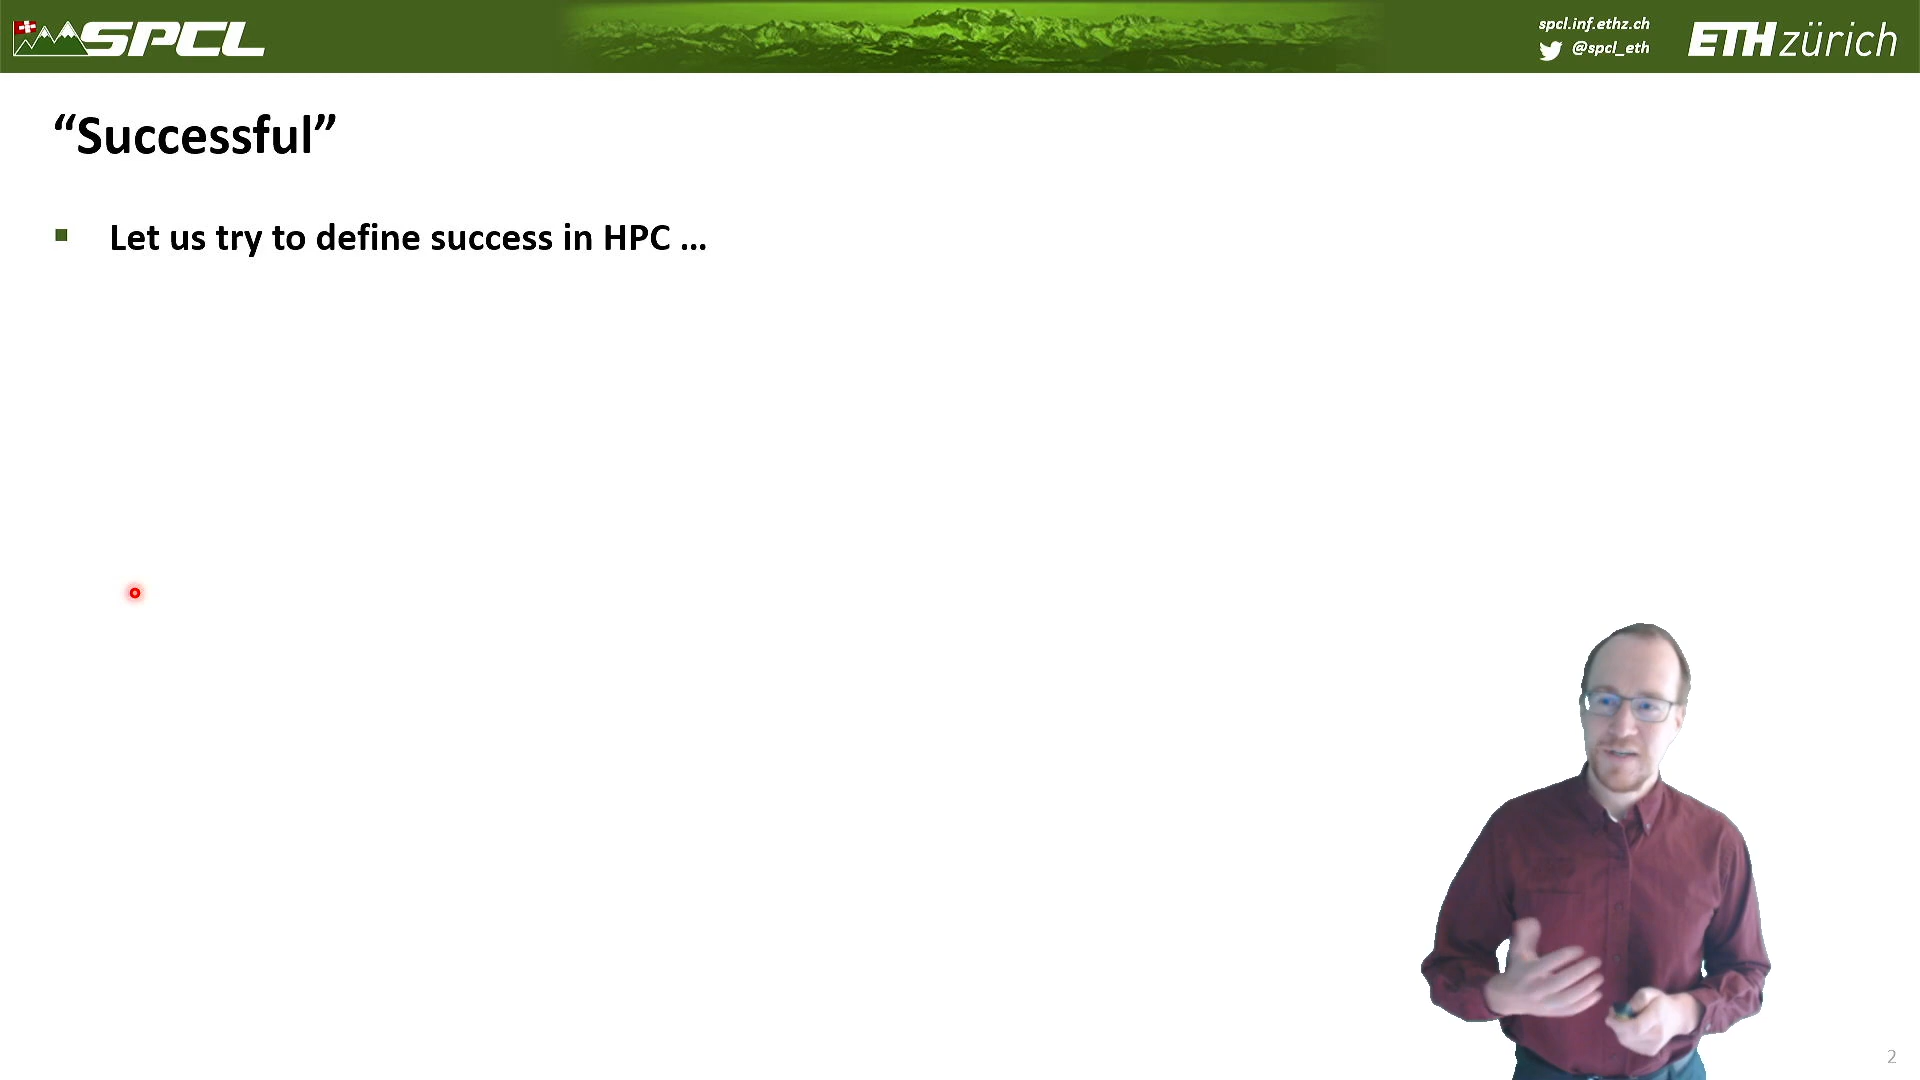 SPCL
spcl.inf.ethz.ch
@spcl_eth
ETH zürich
“Successful”
Let us try to define success in HPC ...
2